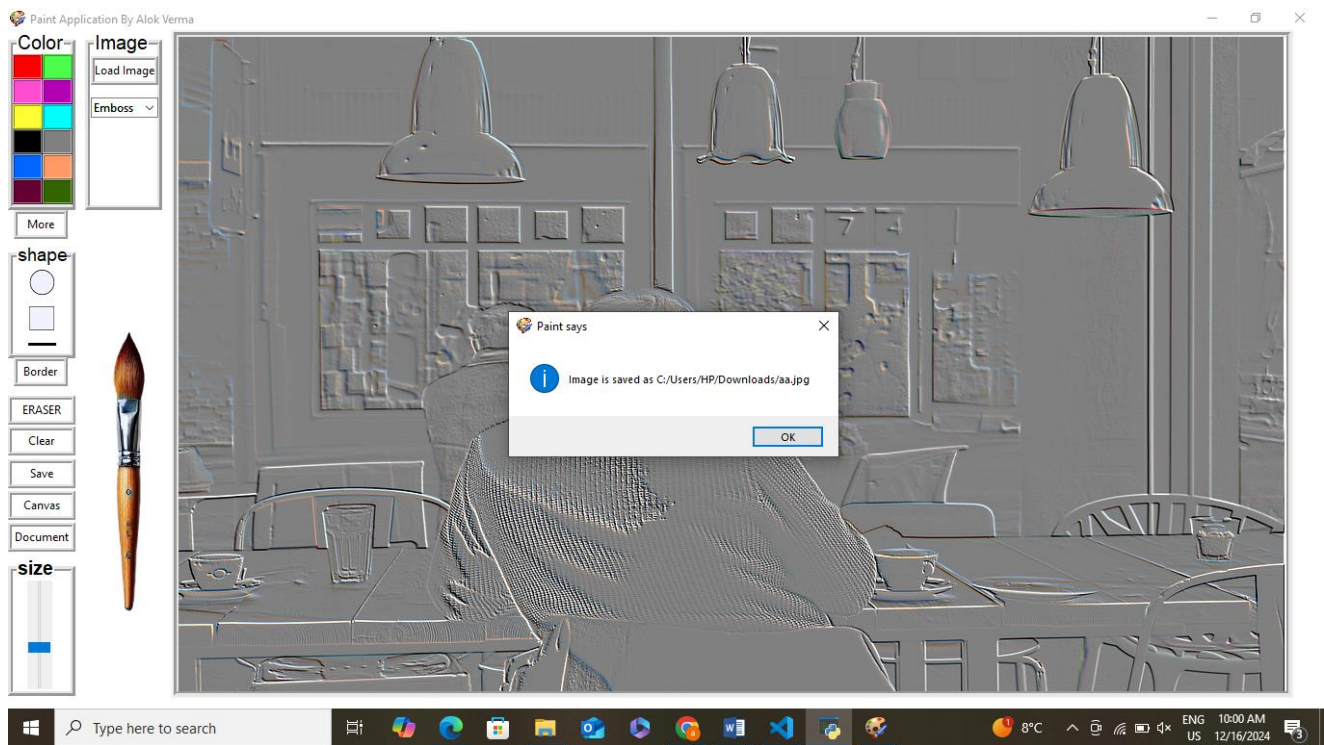 Paint Application By Alok Verma
Color
Image
Load Image
Emboss
More
shape
Border
ERASER
Clear
Save
Canvas
Document
size
7 4
Paint says
Image is saved as C:/Users/HP/Downloads/aa.jpg
OK
Type here to search
1
8°C
ENG
US
10:00 AM
12/16/2024
3